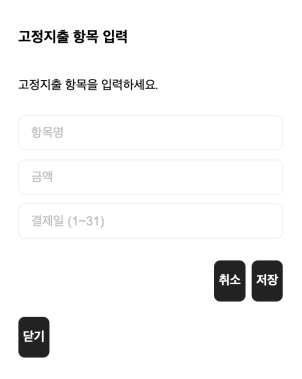 고정지출 항목 입력
고정지출 항목을 입력하세요.
항목명
금액
결제일 (1~31)
취소 저장
닫기